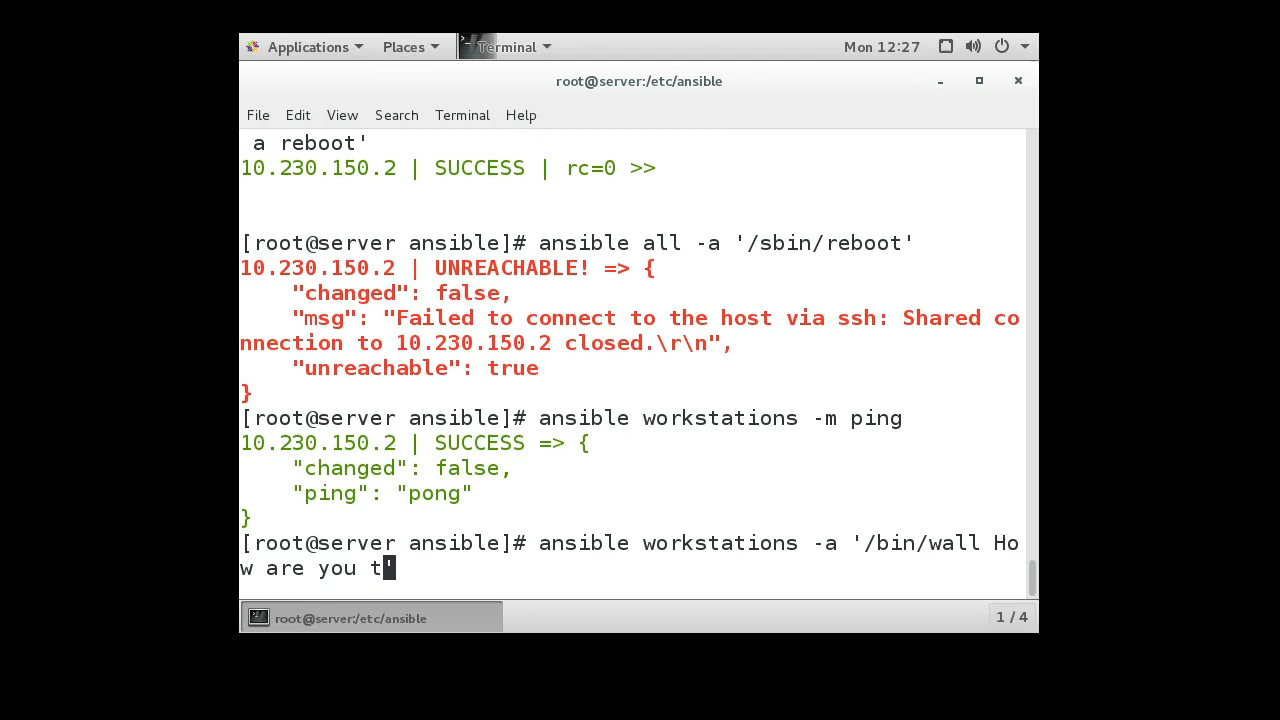 Applications Places Terminal Mon 12:27
root@server:/etc/ansible
File Edit View Search Terminal Help
 a reboot'
10.230.150.2 | SUCCESS | rc=0 >>
[root@server ansible]# ansible all -a '/sbin/reboot'
10.230.150.2 | UNREACHABLE! => {
    "changed": false,
    "msg": "Failed to connect to the host via ssh: Shared co
nnection to 10.230.150.2 closed.\r\n",
    "unreachable": true
}
[root@server ansible]# ansible workstations -m ping
10.230.150.2 | SUCCESS => {
    "changed": false,
    "ping": "pong"
}
[root@server ansible]# ansible workstations -a '/bin/wall Ho
w are you t'
root@server:/etc/ansible 1 / 4